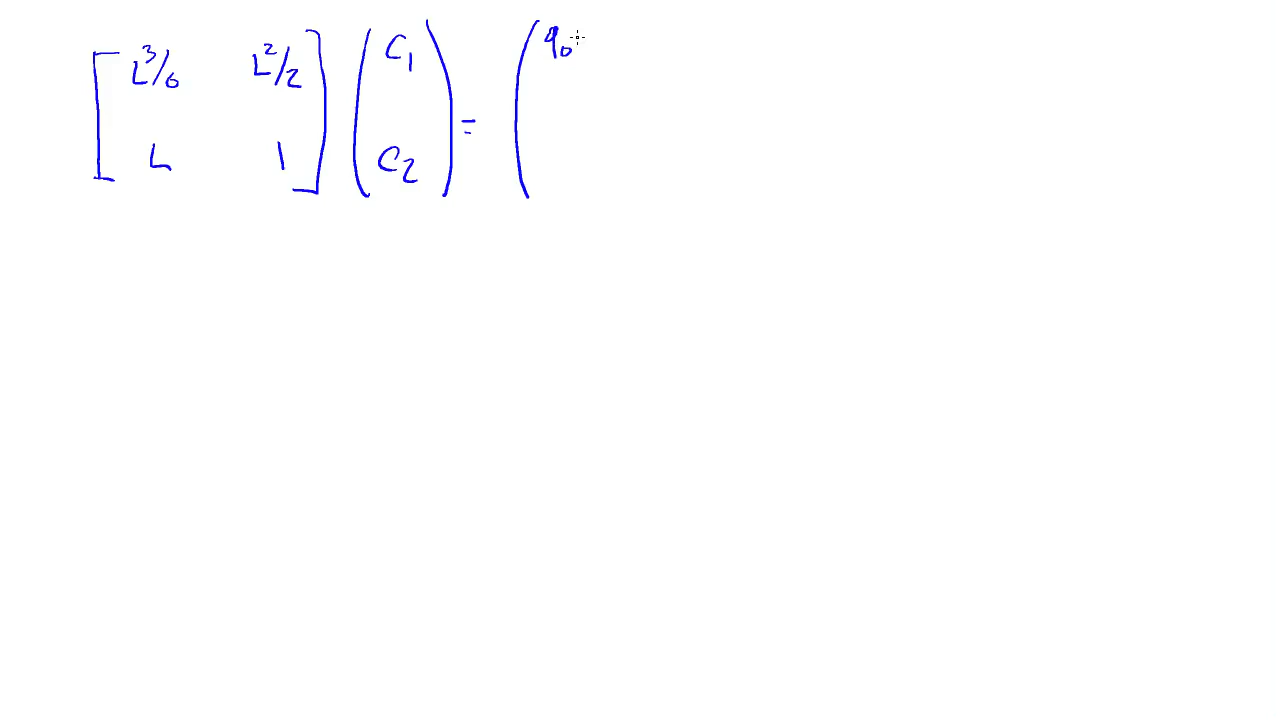 [ L³/6 L²/2 ] ( C₁ ) = ( q₀
[ L 1 ] ( C₂ )